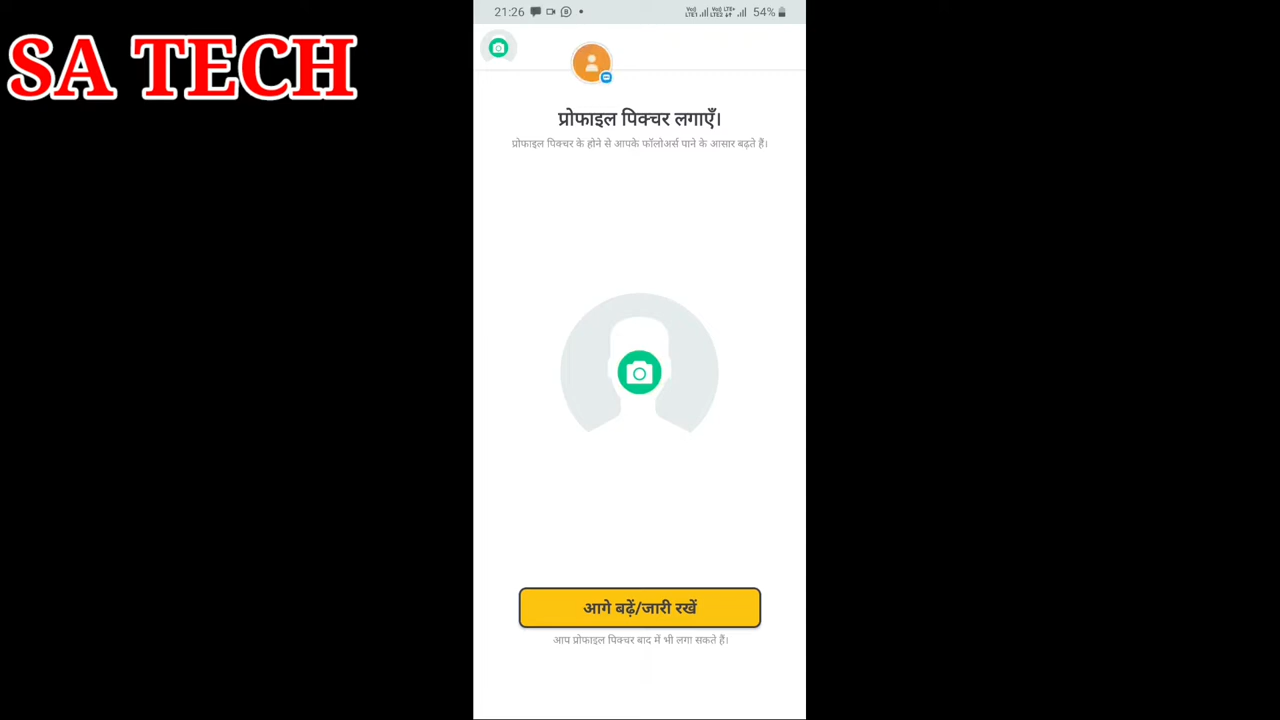 SA TECH
21:26
54%
प्रोफाइल पिक्चर लगाएँ।
प्रोफाइल पिक्चर के होने से आपके फॉलोअर्स पाने के आसार बढ़ते हैं।
आगे बढ़ें/जारी रखें
आप प्रोफाइल पिक्चर बाद में भी लगा सकते हैं।